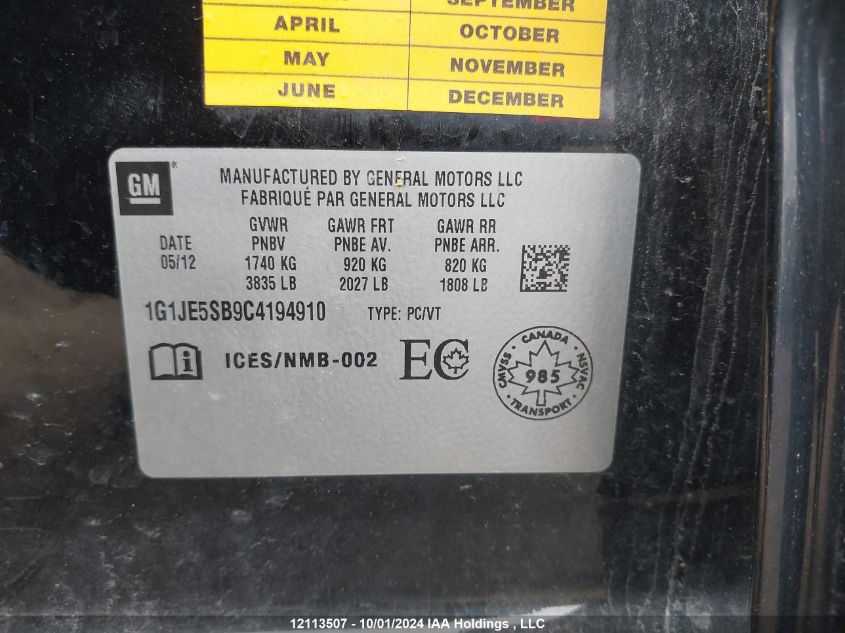 SEPTEMBER
APRIL OCTOBER
MAY NOVEMBER
JUNE DECEMBER
GM ®
MANUFACTURED BY GENERAL MOTORS LLC
FABRIQUÉ PAR GENERAL MOTORS LLC
GVWR GAWR FRT GAWR RR
DATE PNBV PNBE AV. PNBE ARR.
05/12 1740 KG 920 KG 820 KG
3835 LB 2027 LB 1808 LB
1G1JE5SB9C4194910 TYPE: PC/VT
i ICES/NMB-002 EC
CANADA
CMVSS 985 NSVAC
TRANSPORT
12113507 - 10/01/2024 IAA Holdings , LLC